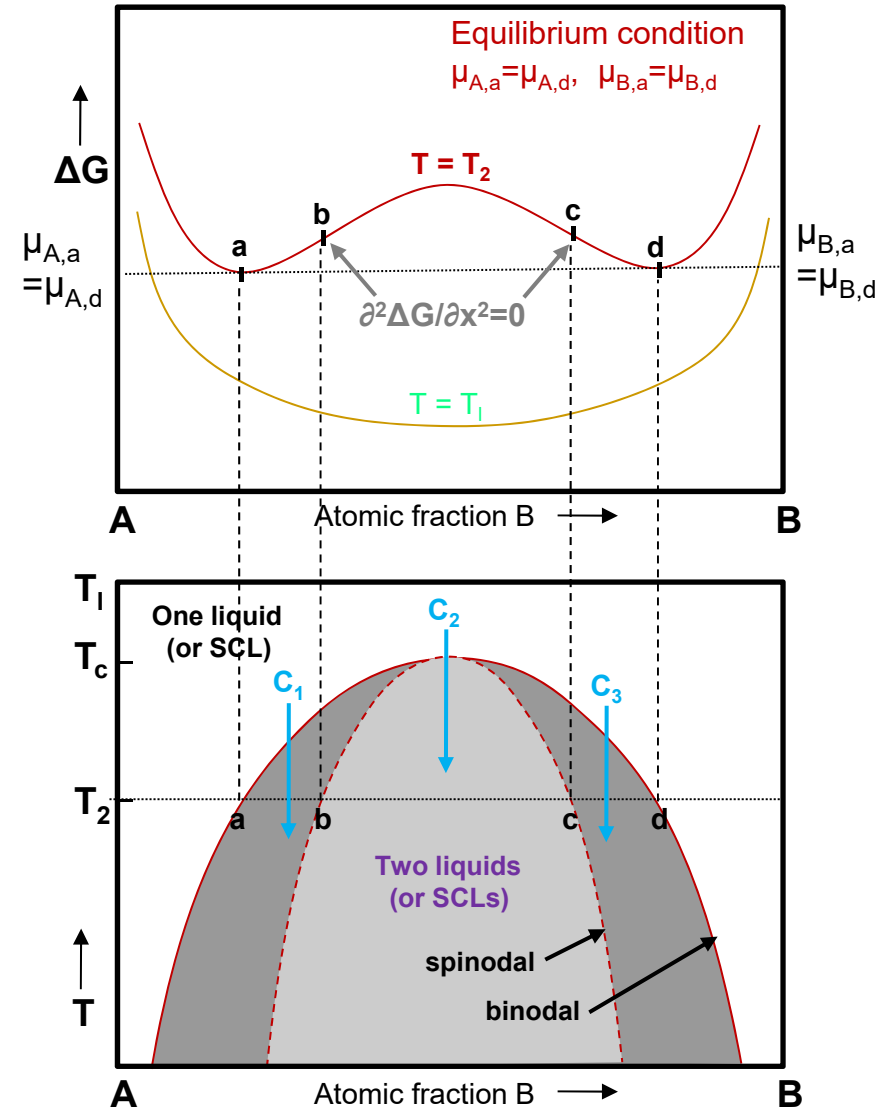 Equilibrium condition
μA,a=μA,d, μB,a=μB,d
ΔG
T = T2
b
c
a
d
μA,a
=μA,d
μB,a
=μB,d
∂²ΔG/∂x²=0
T = Tl
A
Atomic fraction B
B
Tl
One liquid
(or SCL)
C2
Tc
C1
C3
T2
a
b
c
d
Two liquids
(or SCLs)
spinodal
binodal
T
A
Atomic fraction B
B